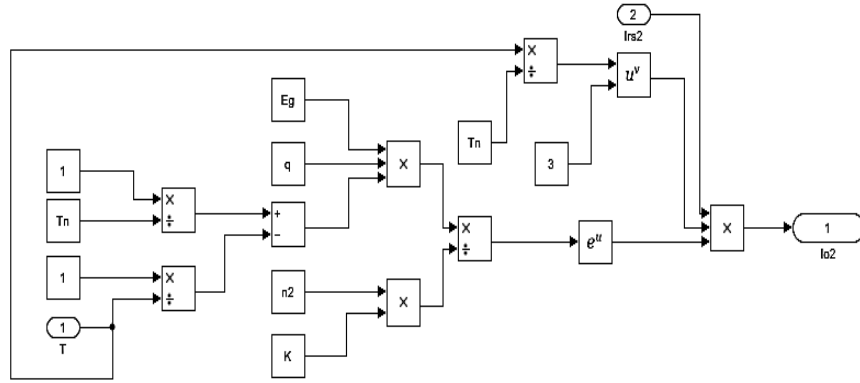 2
Irs2
×
÷
u^v
Eg
Tn
3
q
×
1
×
÷
Tn
+
−
×
1
Io2
×
÷
e^u
1
×
÷
n2
×
1
T
K